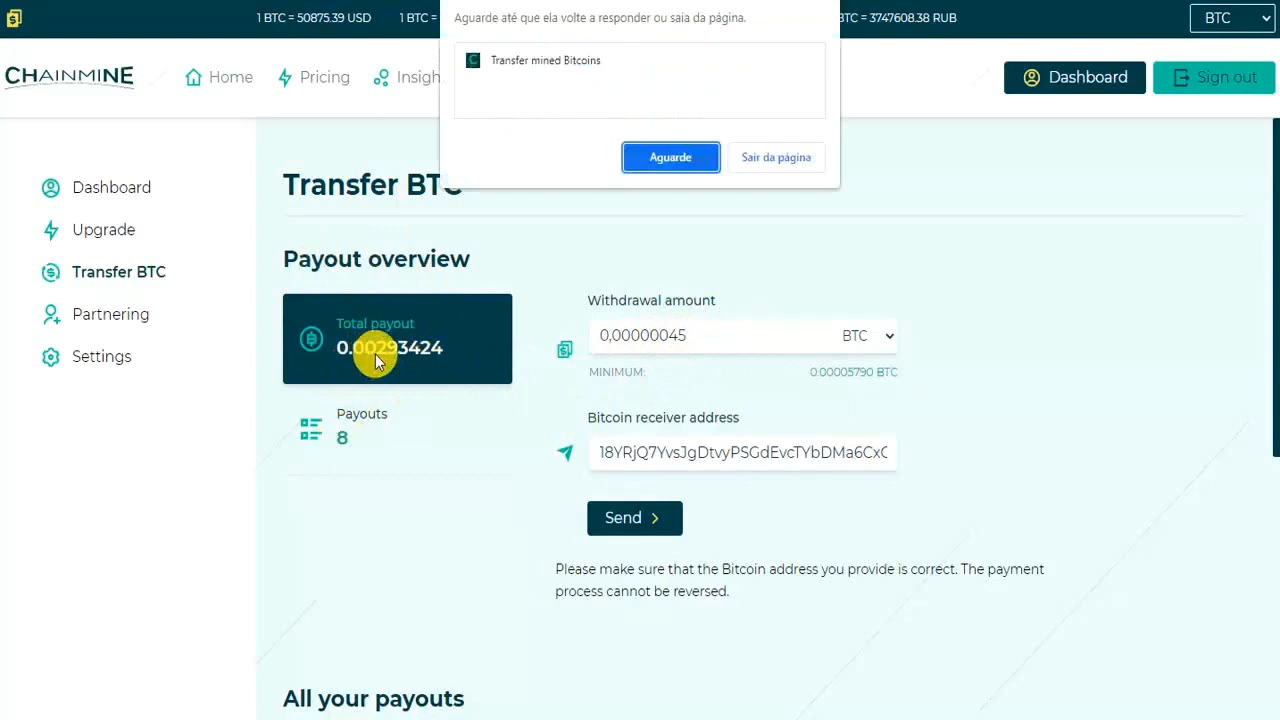 1 BTC = 50875.39 USD
1 BTC =
BTC = 3747608.38 RUB
BTC
Aguarde até que ela volte a responder ou saia da página.
C Transfer mined Bitcoins
Aguarde
Sair da página
CHAINMINE
Home
Pricing
Insigh
Dashboard
Sign out
Dashboard
Upgrade
Transfer BTC
Partnering
Settings
Transfer BTC
Payout overview
Total payout
0.00293424
Payouts
8
Withdrawal amount
0,00000045 BTC
MINIMUM: 0.00005790 BTC
Bitcoin receiver address
18YRjQ7YvsJgDtvyPSGdEvcTYbDMa6CxC
Send
Please make sure that the Bitcoin address you provide is correct. The payment
process cannot be reversed.
All your payouts